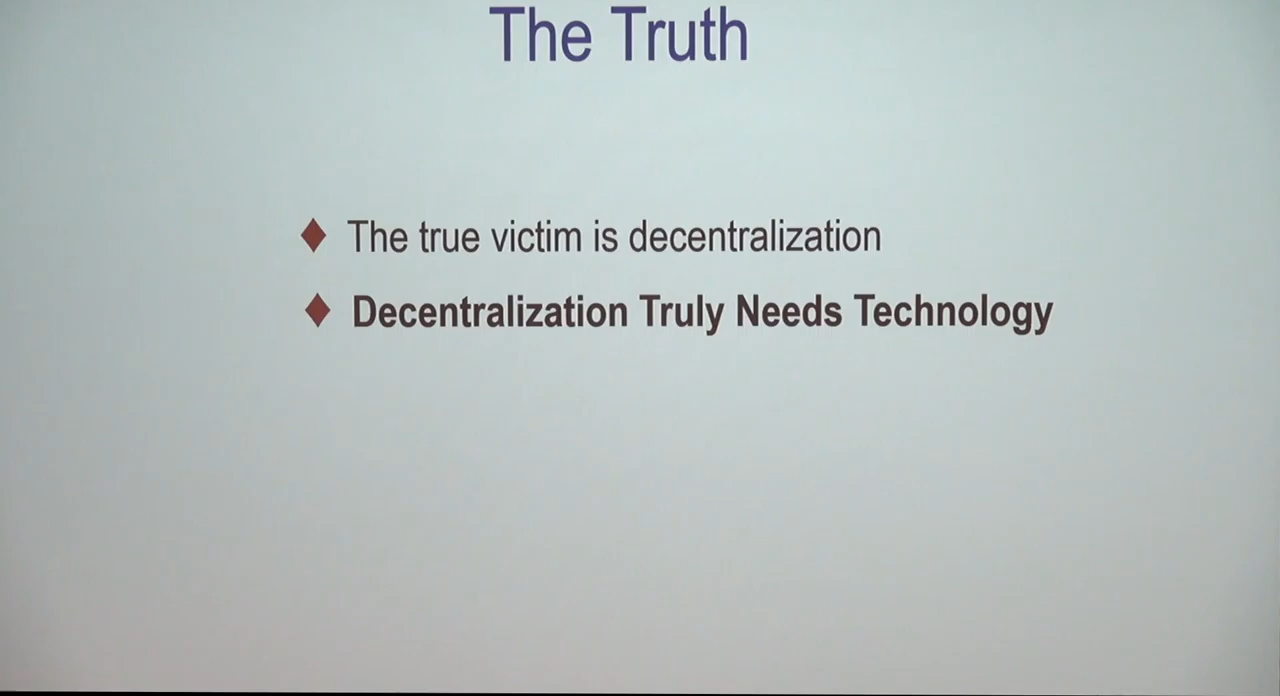 The Truth
The true victim is decentralization
Decentralization Truly Needs Technology